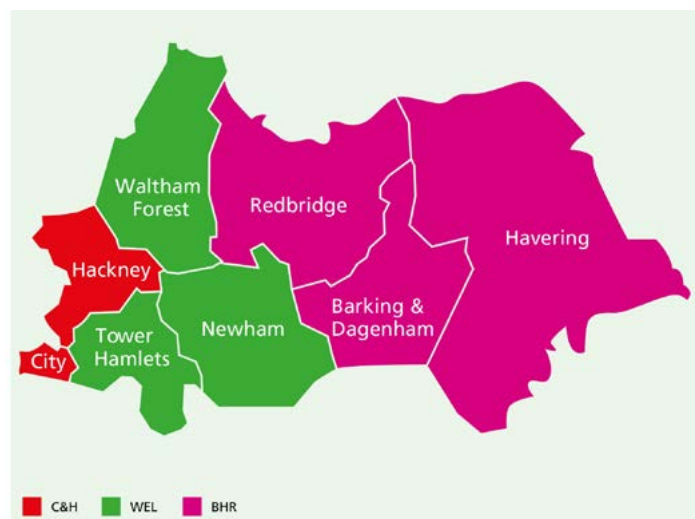 Waltham
Forest
Redbridge
Havering
Hackney
Barking &
Dagenham
Newham
Tower
Hamlets
City
C&H
WEL
BHR